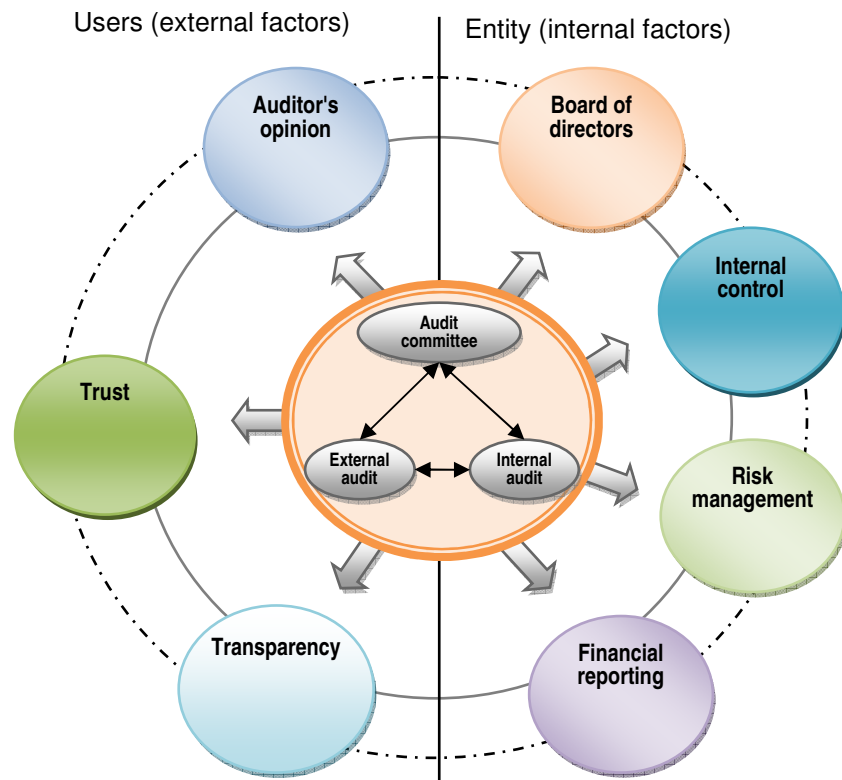 Users (external factors)
Entity (internal factors)
Auditor's
opinion
Board of
directors
Internal
control
Audit
committee
Trust
External
audit
Internal
audit
Risk
management
Transparency
Financial
reporting